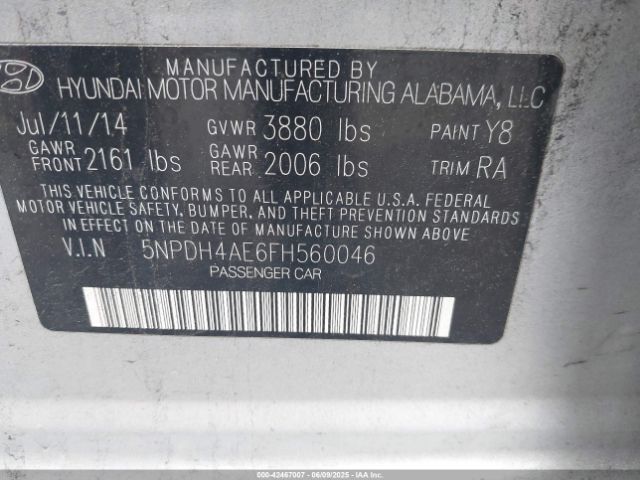 MANUFACTURED BY
HYUNDAI MOTOR MANUFACTURING ALABAMA, LLC
Jul/11/14 GVWR 3880 lbs PAINT Y8
GAWR FRONT 2161 lbs GAWR REAR 2006 lbs TRIM RA
THIS VEHICLE CONFORMS TO ALL APPLICABLE U.S.A. FEDERAL
MOTOR VEHICLE SAFETY, BUMPER, AND THEFT PREVENTION STANDARDS
IN EFFECT ON THE DATE OF MANUFACTURE SHOWN ABOVE.
V.I.N 5NPDH4AE6FH560046
PASSENGER CAR
000-42467007 - 06/09/2025 - IAAI.COM